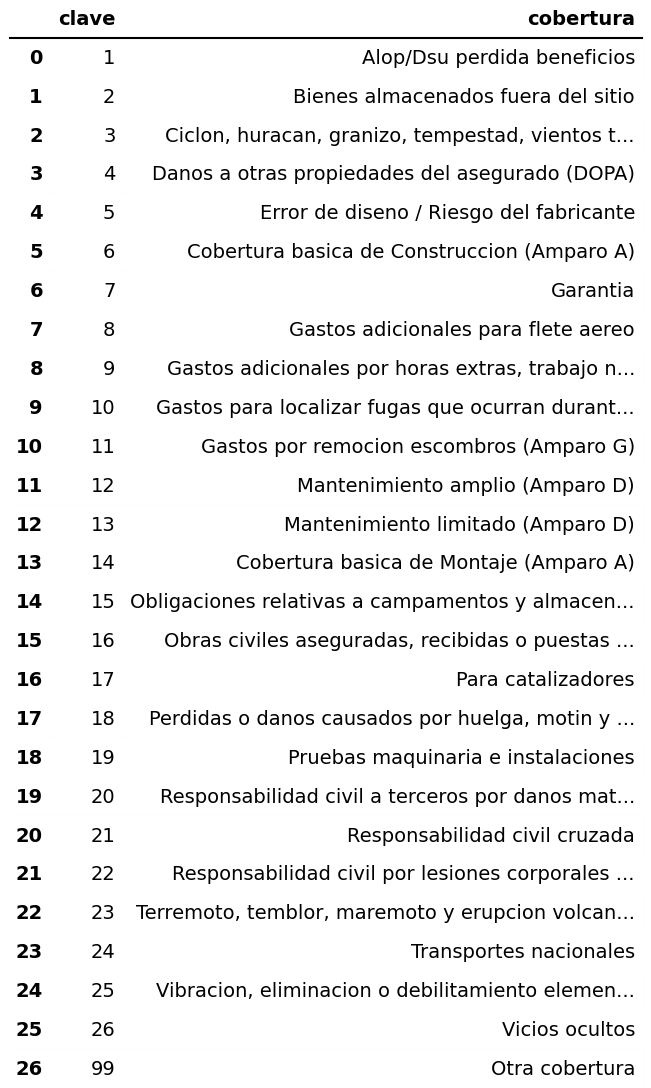 clave cobertura
0 1 Alop/Dsu perdida beneficios
1 2 Bienes almacenados fuera del sitio
2 3 Ciclon, huracan, granizo, tempestad, vientos t...
3 4 Danos a otras propiedades del asegurado (DOPA)
4 5 Error de diseno / Riesgo del fabricante
5 6 Cobertura basica de Construccion (Amparo A)
6 7 Garantia
7 8 Gastos adicionales para flete aereo
8 9 Gastos adicionales por horas extras, trabajo n...
9 10 Gastos para localizar fugas que ocurran durant...
10 11 Gastos por remocion escombros (Amparo G)
11 12 Mantenimiento amplio (Amparo D)
12 13 Mantenimiento limitado (Amparo D)
13 14 Cobertura basica de Montaje (Amparo A)
14 15 Obligaciones relativas a campamentos y almacen...
15 16 Obras civiles aseguradas, recibidas o puestas ...
16 17 Para catalizadores
17 18 Perdidas o danos causados por huelga, motin y ...
18 19 Pruebas maquinaria e instalaciones
19 20 Responsabilidad civil a terceros por danos mat...
20 21 Responsabilidad civil cruzada
21 22 Responsabilidad civil por lesiones corporales ...
22 23 Terremoto, temblor, maremoto y erupcion volcan...
23 24 Transportes nacionales
24 25 Vibracion, eliminacion o debilitamiento elemen...
25 26 Vicios ocultos
26 99 Otra cobertura